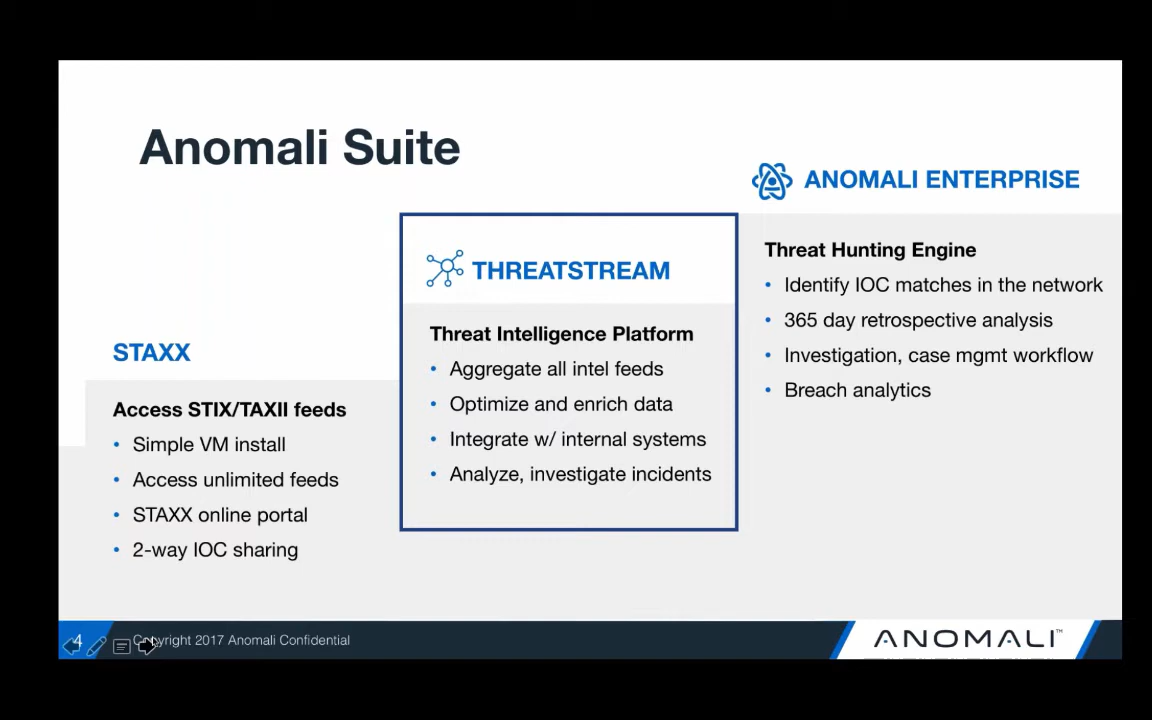 Anomali Suite
STAXX
Access STIX/TAXII feeds
• Simple VM install
• Access unlimited feeds
• STAXX online portal
• 2-way IOC sharing
THREATSTREAM
Threat Intelligence Platform
• Aggregate all intel feeds
• Optimize and enrich data
• Integrate w/ internal systems
• Analyze, investigate incidents
ANOMALI ENTERPRISE
Threat Hunting Engine
• Identify IOC matches in the network
• 365 day retrospective analysis
• Investigation, case mgmt workflow
• Breach analytics
4
Copyright 2017 Anomali Confidential
ANOMALI™